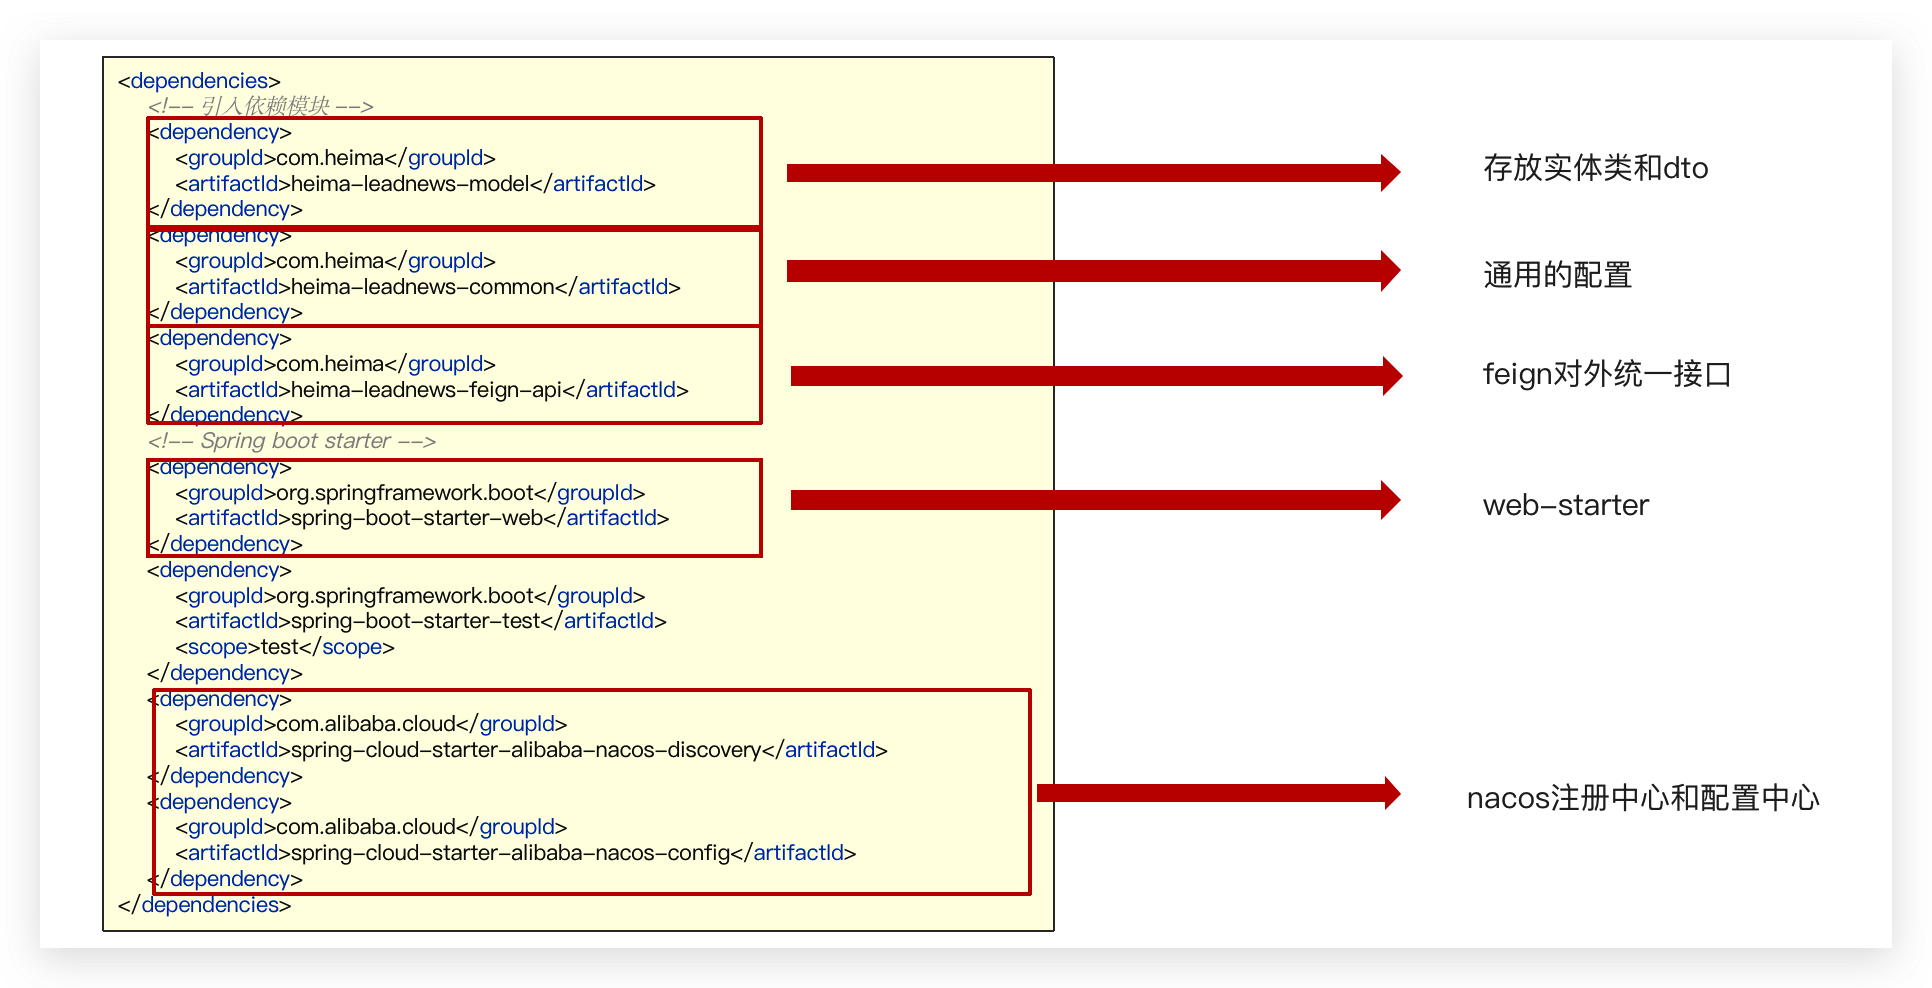 <dependencies>
<!-- 引入依赖模块 -->
<dependency>
<groupId>com.heima</groupId>
<artifactId>heima-leadnews-model</artifactId>
</dependency>
<dependency>
<groupId>com.heima</groupId>
<artifactId>heima-leadnews-common</artifactId>
</dependency>
<dependency>
<groupId>com.heima</groupId>
<artifactId>heima-leadnews-feign-api</artifactId>
</dependency>
<!-- Spring boot starter -->
<dependency>
<groupId>org.springframework.boot</groupId>
<artifactId>spring-boot-starter-web</artifactId>
</dependency>
<dependency>
<groupId>org.springframework.boot</groupId>
<artifactId>spring-boot-starter-test</artifactId>
<scope>test</scope>
</dependency>
<dependency>
<groupId>com.alibaba.cloud</groupId>
<artifactId>spring-cloud-starter-alibaba-nacos-discovery</artifactId>
</dependency>
<dependency>
<groupId>com.alibaba.cloud</groupId>
<artifactId>spring-cloud-starter-alibaba-nacos-config</artifactId>
</dependency>
</dependencies>
存放实体类和dto
通用的配置
feign对外统一接口
web-starter
nacos注册中心和配置中心